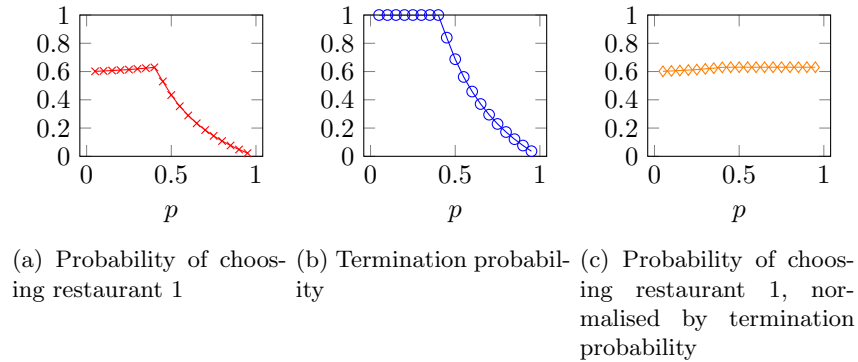 1
0.8
0.6
0.4
0.2
0
0 0.5 1
p
1
0.8
0.6
0.4
0.2
0
0 0.5 1
p
1
0.8
0.6
0.4
0.2
0
0 0.5 1
p
(a) Probability of choos-
ing restaurant 1
(b) Termination probabil-
ity
(c) Probability of choos-
ing restaurant 1, nor-
malised by termination
probability